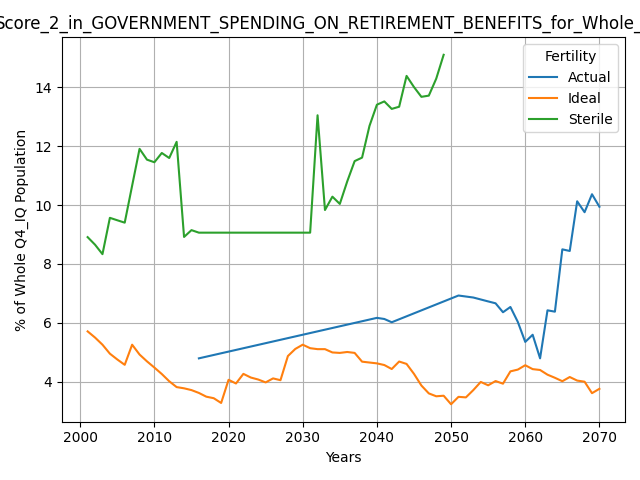 Score_2_in_GOVERNMENT_SPENDING_ON_RETIREMENT_BENEFITS_for_Whole_
% of Whole Q4_IQ Population
14
12
10
8
6
4
2000
2010
2020
2030
2040
2050
2060
2070
Years
Fertility
Actual
Ideal
Sterile